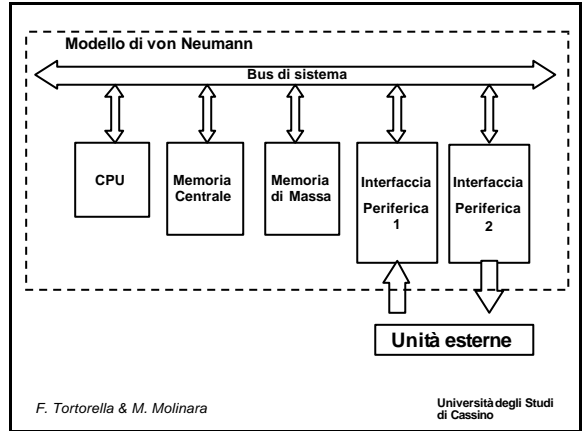 Modello di von Neumann
Bus di sistema
CPU
Memoria
Centrale
Memoria
di Massa
Interfaccia
Periferica
1
Interfaccia
Periferica
2
Unità esterne
F. Tortorella & M. Molinara
Università degli Studi
di Cassino